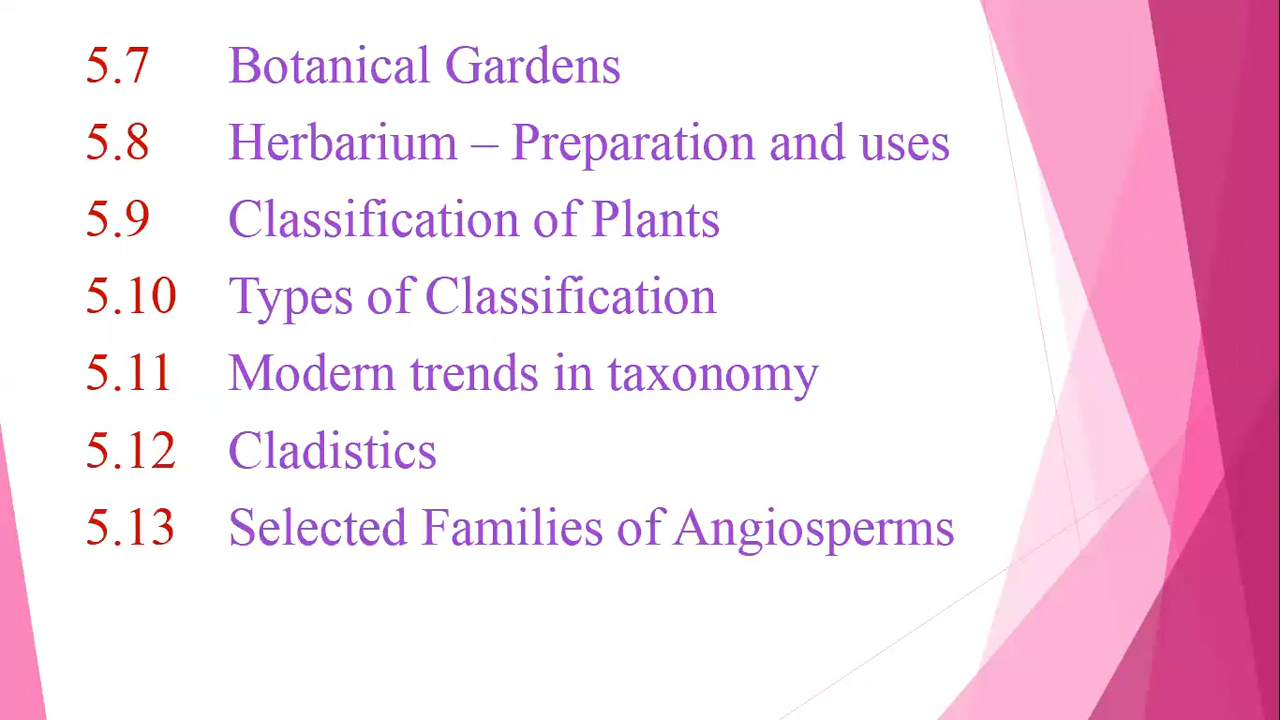 5.7 Botanical Gardens
5.8 Herbarium – Preparation and uses
5.9 Classification of Plants
5.10 Types of Classification
5.11 Modern trends in taxonomy
5.12 Cladistics
5.13 Selected Families of Angiosperms